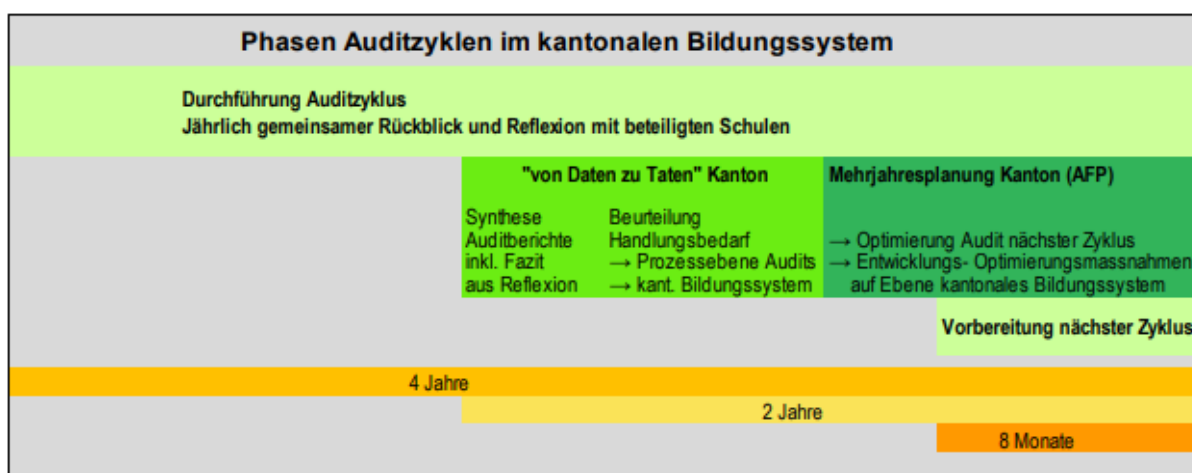 Phasen Auditzyklen im kantonalen Bildungssystem
Durchführung Auditzyklus
Jährlich gemeinsamer Rückblick und Reflexion mit beteiligten Schulen
"von Daten zu Taten" Kanton
Synthese
Auditberichte
inkl. Fazit
aus Reflexion
Beurteilung
Handlungsbedarf
→ Prozessebene Audits
→ kant. Bildungssystem
Mehrjahresplanung Kanton (AFP)
→ Optimierung Audit nächster Zyklus
→ Entwicklungs- Optimierungsmassnahmen
auf Ebene kantonales Bildungssystem
Vorbereitung nächster Zyklus
4 Jahre
2 Jahre
8 Monate